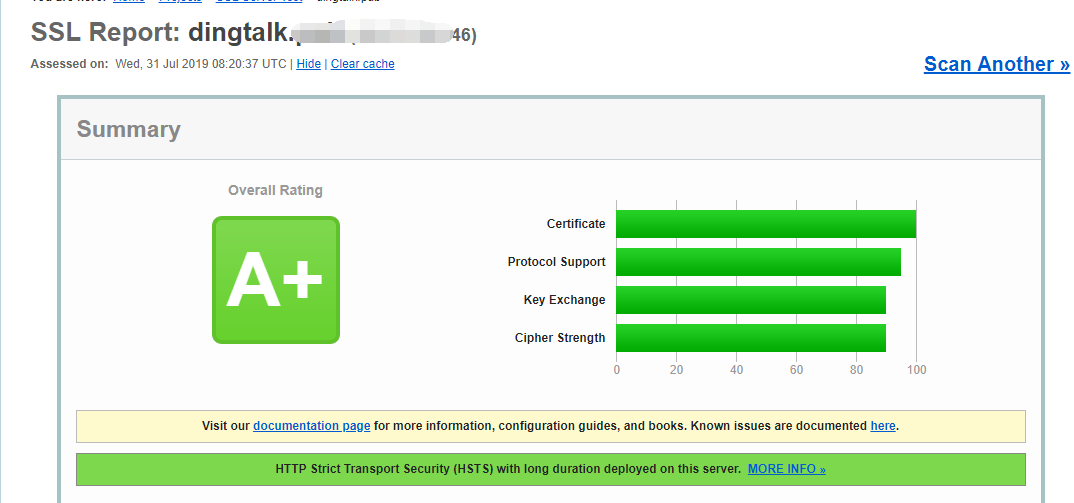 SSL Report: dingtalk. 46)
Assessed on: Wed, 31 Jul 2019 08:20:37 UTC | Hide | Clear cache
Scan Another »
Summary
Overall Rating
A+
Certificate
Protocol Support
Key Exchange
Cipher Strength
0 20 40 60 80 100
Visit our documentation page for more information, configuration guides, and books. Known issues are documented here.
HTTP Strict Transport Security (HSTS) with long duration deployed on this server. MORE INFO »